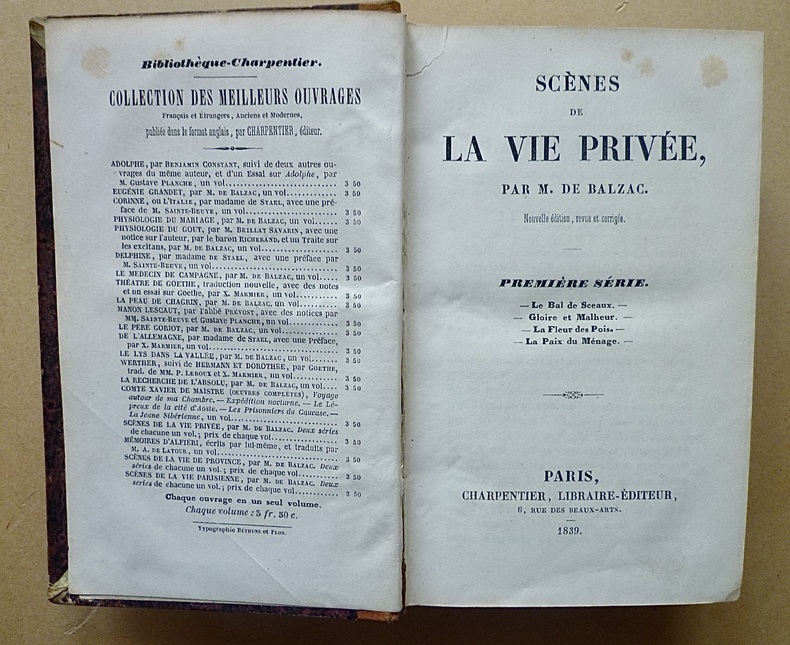 Bibliothèque-Charpentier.
COLLECTION DES MEILLEURS OUVRAGES
Français et Étrangers, Anciens et Modernes,
publiée dans le format anglais, par CHARPENTIER, éditeur.
ADOLPHE, par BENJAMIN CONSTANT, suivi de deux autres ou-
vrages du même auteur, et d'un Essai sur Adolphe, par
M. Gustave PLANCHE, un vol. 3 50
EUGÉNIE GRANDET, par M. DE BALZAC, un vol. 3 50
CORINNE, OU L'ITALIE, par madame de STAEL, avec une pré-
face de M. SAINTE-BEUVE, un vol. 3 50
PHYSIOLOGIE DU MARIAGE, par M. DE BALZAC, un vol. 3 50
PHYSIOLOGIE DU GOUT, par M. BRILLAT SAVARIN, avec une
notice sur l'auteur, par le baron RICHERAND, et un Traité sur
les excitans, par M. DE BALZAC, un vol. 3 50
DELPHINE, par madame DE STAEL, avec une préface par
M. SAINTE-BEUVE, un vol. 3 50
LE MÉDECIN DE CAMPAGNE, par M. DE BALZAC, un vol. 3 50
THÉATRE DE GOETHE, traduction nouvelle, avec des notes
et un essai sur Goethe, par X. MARMIER, un vol. 3 50
LA PEAU DE CHAGRIN, par M. DE BALZAC, un vol. 3 50
MANON LESCAUT, par l'abbé PRÉVOST, avec des notices par
MM. SAINTE-BEUVE et Gustave PLANCHE, un vol. 3 50
LE PÈRE GORIOT, par M. DE BALZAC, un vol. 3 50
DE L'ALLEMAGNE, par madame DE STAEL, avec une Préface,
par X. MARMIER, un vol. 3 50
LE LYS DANS LA VALLÉE, par M. DE BALZAC, un vol. 3 50
WERTHER, suivi de HERMANN ET DOROTHÉE, par GOETHE,
trad. de MM. P. LEROUX et X. MARMIER, un vol. 3 50
LA RECHERCHE DE L'ABSOLU, par M. DE BALZAC, un vol. 3 50
COMTE XAVIER DE MAISTRE (OEUVRES COMPLÈTES), Voyage
autour de ma Chambre. — Expédition nocturne. — Le Lé-
preux de la cité d'Aoste. — Les Prisonniers du Caucase. —
La Jeune Sibérienne, un vol. 3 50
SCÈNES DE LA VIE PRIVÉE, par M. DE BALZAC. Deux séries
de chacune un vol.; prix de chaque vol. 3 50
MÉMOIRES D'ALFIÉRI, écrits par lui-même, et traduits par
M. A. DE LATOUR, un vol. 3 50
SCÈNES DE LA VIE DE PROVINCE, par M. DE BALZAC. Deux
séries de chacune un vol.; prix de chaque vol. 3 50
SCÈNES DE LA VIE PARISIENNE, par M. DE BALZAC. Deux
séries de chacune un vol.; prix de chaque vol. 3 50
Chaque ouvrage en un seul volume.
Chaque volume : 3 fr. 50 c.
Typographie BÉTHUNE et PLON.
SCÈNES
DE
LA VIE PRIVÉE,
PAR M. DE BALZAC.
Nouvelle édition, revue et corrigée.
PREMIÈRE SÉRIE.
— Le Bal de Sceaux. —
— Gloire et Malheur. —
— La Fleur des Pois. —
— La Paix du Ménage. —
PARIS,
CHARPENTIER, LIBRAIRE-ÉDITEUR,
6, RUE DES BEAUX-ARTS.
1839.